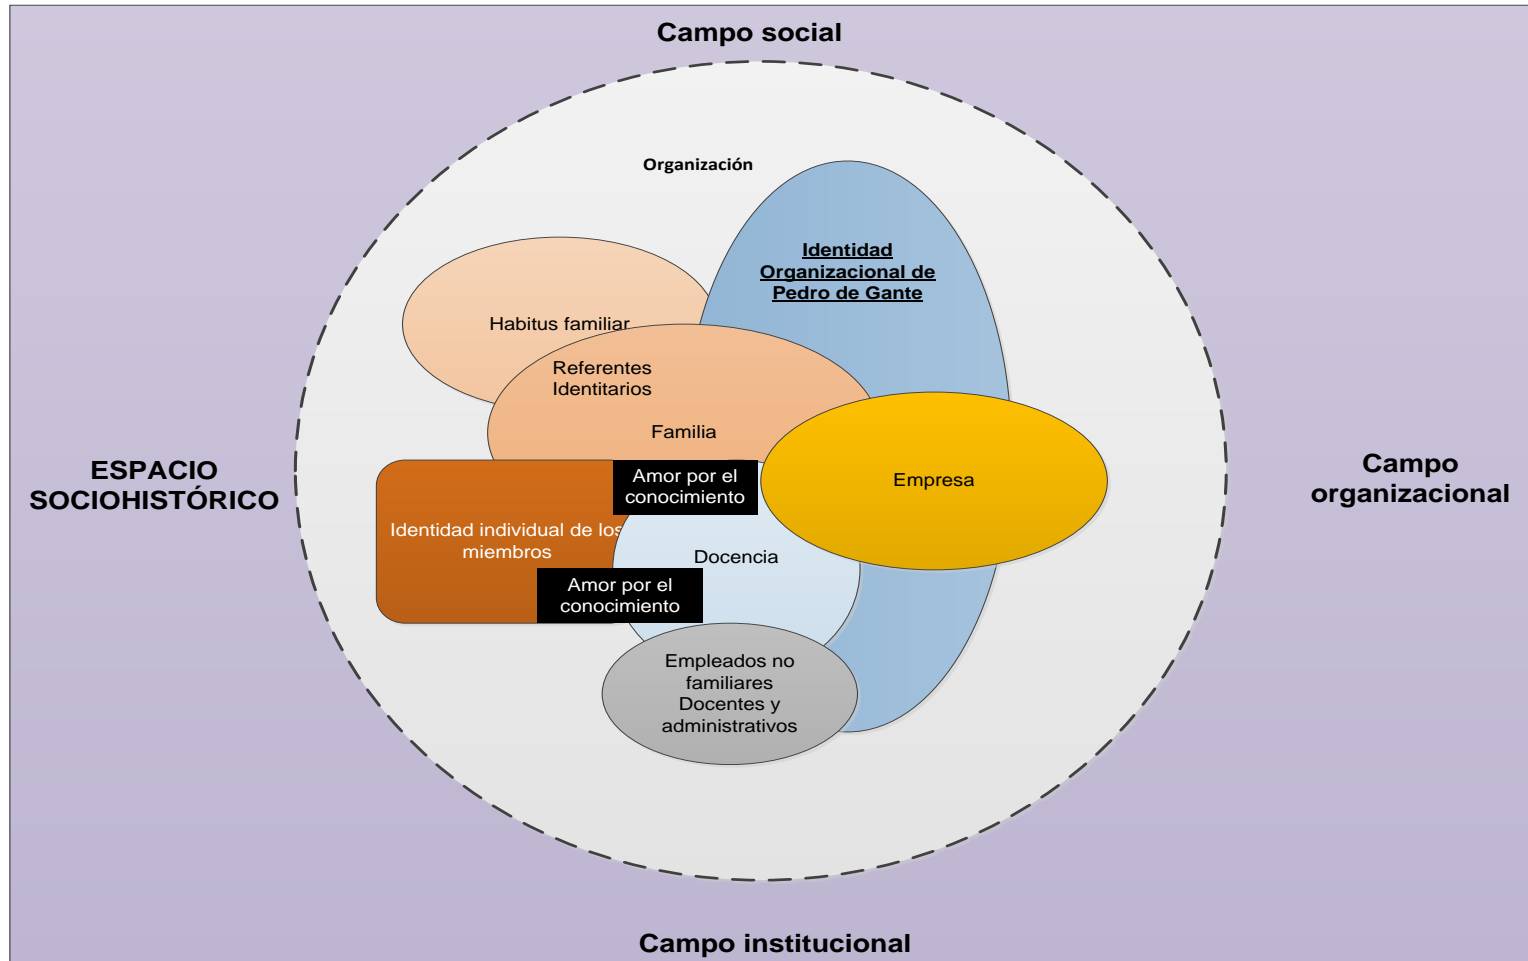 Campo social
Organización
Identidad
Organizacional de
Pedro de Gante
Habitus familiar
Referentes
Identitarios
Familia
ESPACIO
SOCIOHISTÓRICO
Amor por el
conocimiento
Empresa
Campo
organizacional
Identidad individual de los
miembros
Docencia
Amor por el
conocimiento
Empleados no
familiares
Docentes y
administrativos
Campo institucional